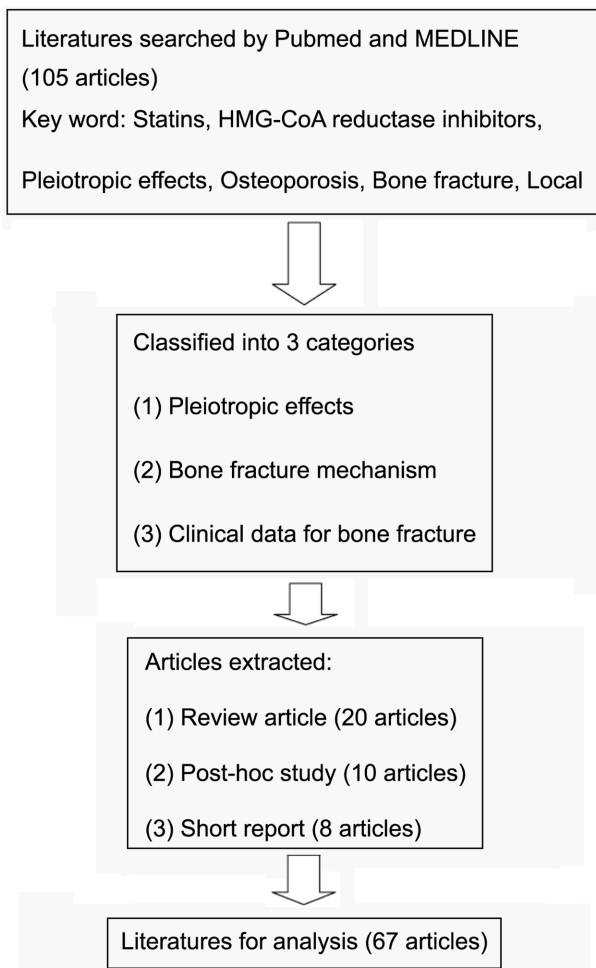 Literatures searched by Pubmed and MEDLINE
(105 articles)
Key word: Statins, HMG-CoA reductase inhibitors,
Pleiotropic effects, Osteoporosis, Bone fracture, Local
Classified into 3 categories
(1) Pleiotropic effects
(2) Bone fracture mechanism
(3) Clinical data for bone fracture
Articles extracted:
(1) Review article (20 articles)
(2) Post-hoc study (10 articles)
(3) Short report (8 articles)
Literatures for analysis (67 articles)